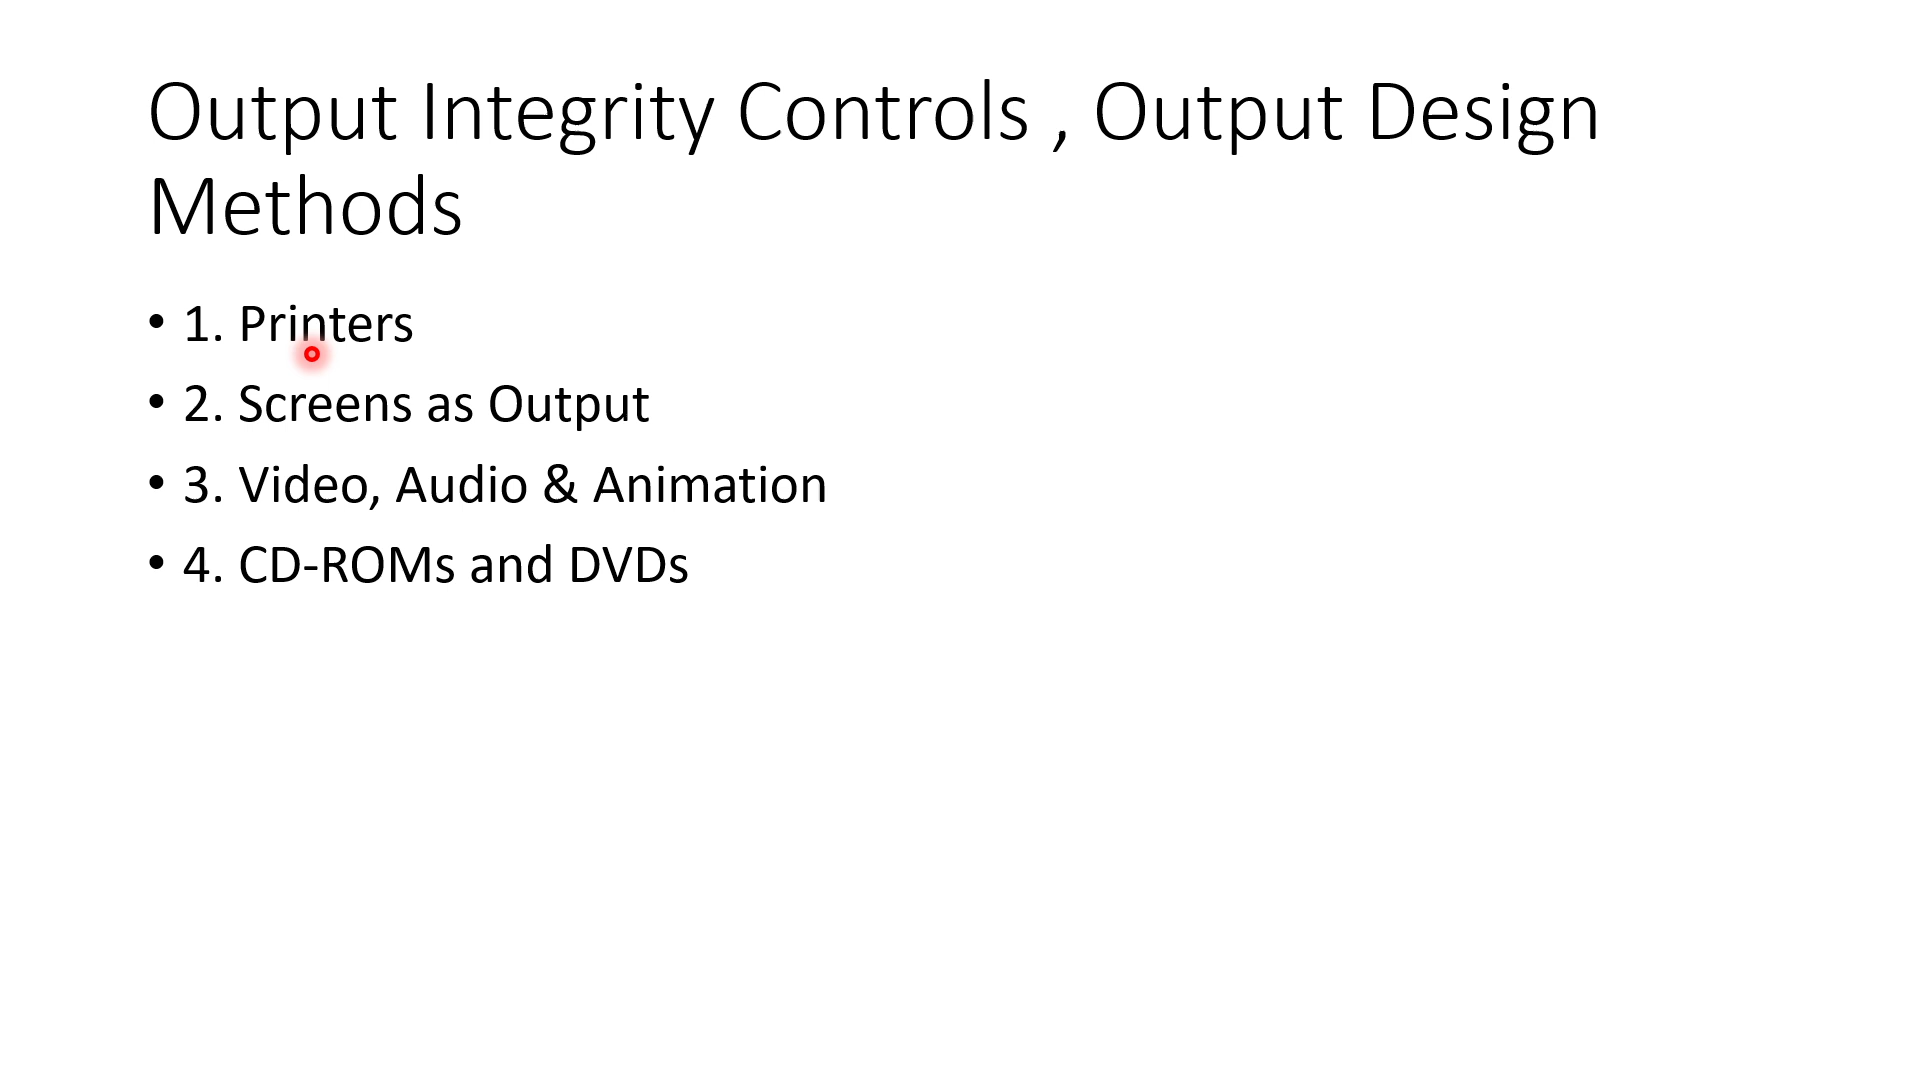 Output Integrity Controls , Output Design
Methods
• 1. Printers
• 2. Screens as Output
• 3. Video, Audio & Animation
• 4. CD-ROMs and DVDs